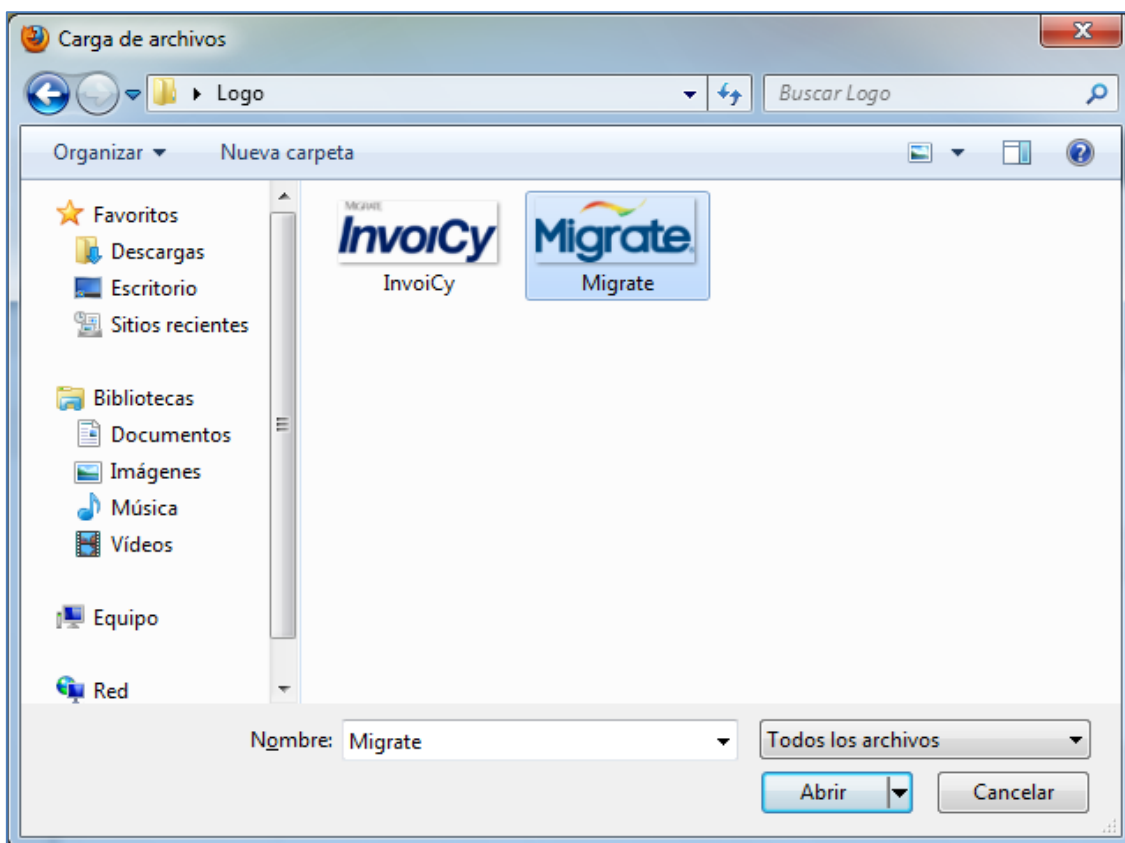 Carga de archivos
Logo
Buscar Logo
Organizar
Nueva carpeta
Favoritos
Descargas
Escritorio
Sitios recientes
Bibliotecas
Documentos
Imágenes
Música
Vídeos
Equipo
Red
MIGRATE
InvoiCy
InvoiCy
Migrate
Migrate
Nombre: Migrate
Todos los archivos
Abrir
Cancelar